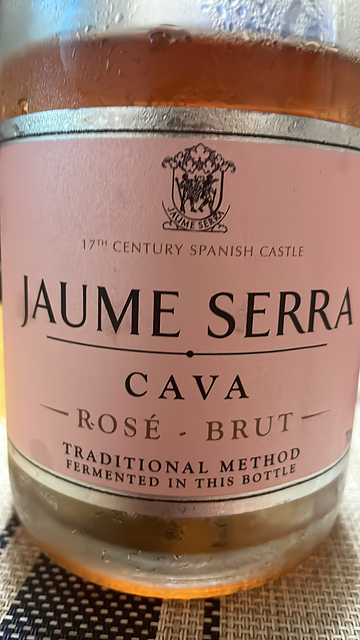 JAUME SERRA
17TH CENTURY SPANISH CASTLE
JAUME SERRA
CAVA
ROSÉ - BRUT
TRADITIONAL METHOD
FERMENTED IN THIS BOTTLE